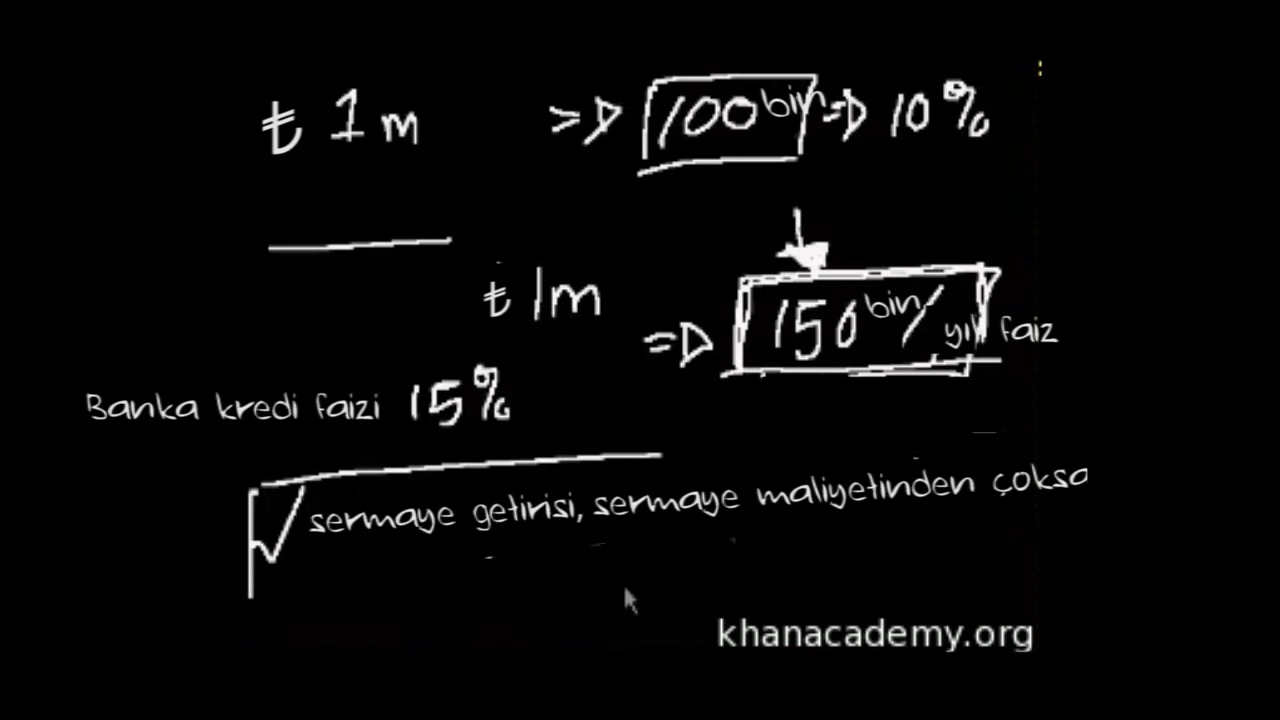 ₺ 1 m => 100 bin => 10%
₺ 1m => 150 bin / yıl faiz
Banka kredi faizi 15%
√ sermaye getirisi, sermaye maliyetinden çoksa
khanacademy.org